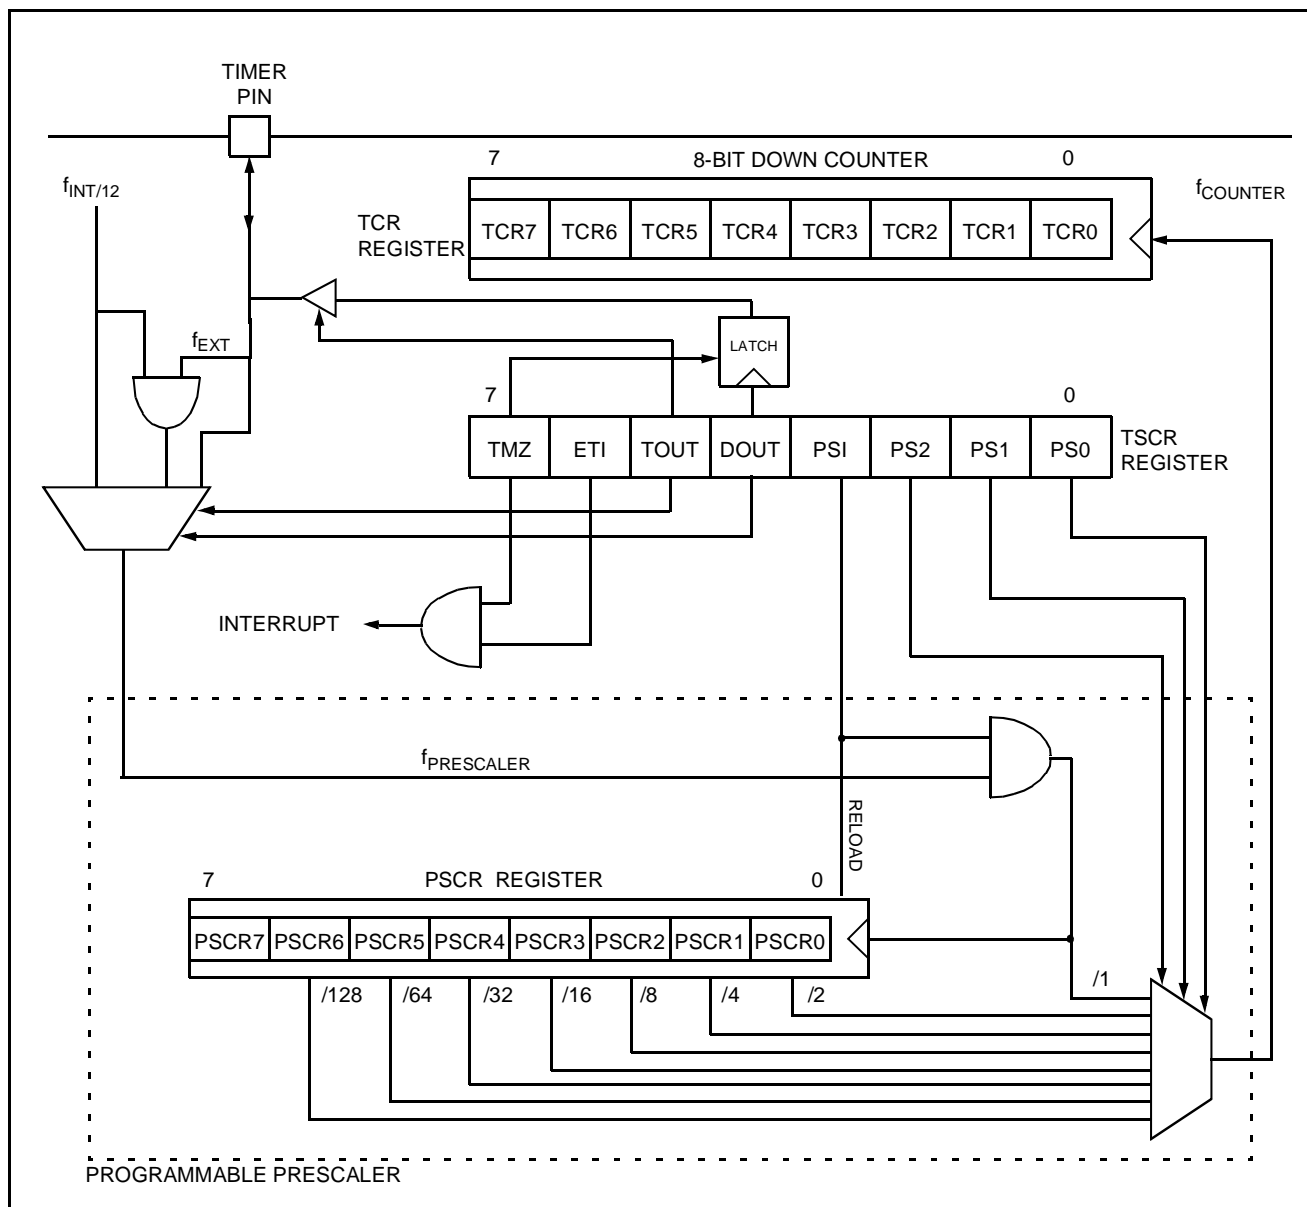 TIMER
PIN
7 8-BIT DOWN COUNTER 0
fINT/12
fCOUNTER
TCR
REGISTER
TCR7 TCR6 TCR5 TCR4 TCR3 TCR2 TCR1 TCR0
fEXT
LATCH
7 0
TMZ ETI TOUT DOUT PSI PS2 PS1 PS0
TSCR
REGISTER
INTERRUPT
fPRESCALER
RELOAD
7 PSCR REGISTER 0
PSCR7 PSCR6 PSCR5 PSCR4 PSCR3 PSCR2 PSCR1 PSCR0
/128 /64 /32 /16 /8 /4 /2 /1
PROGRAMMABLE PRESCALER